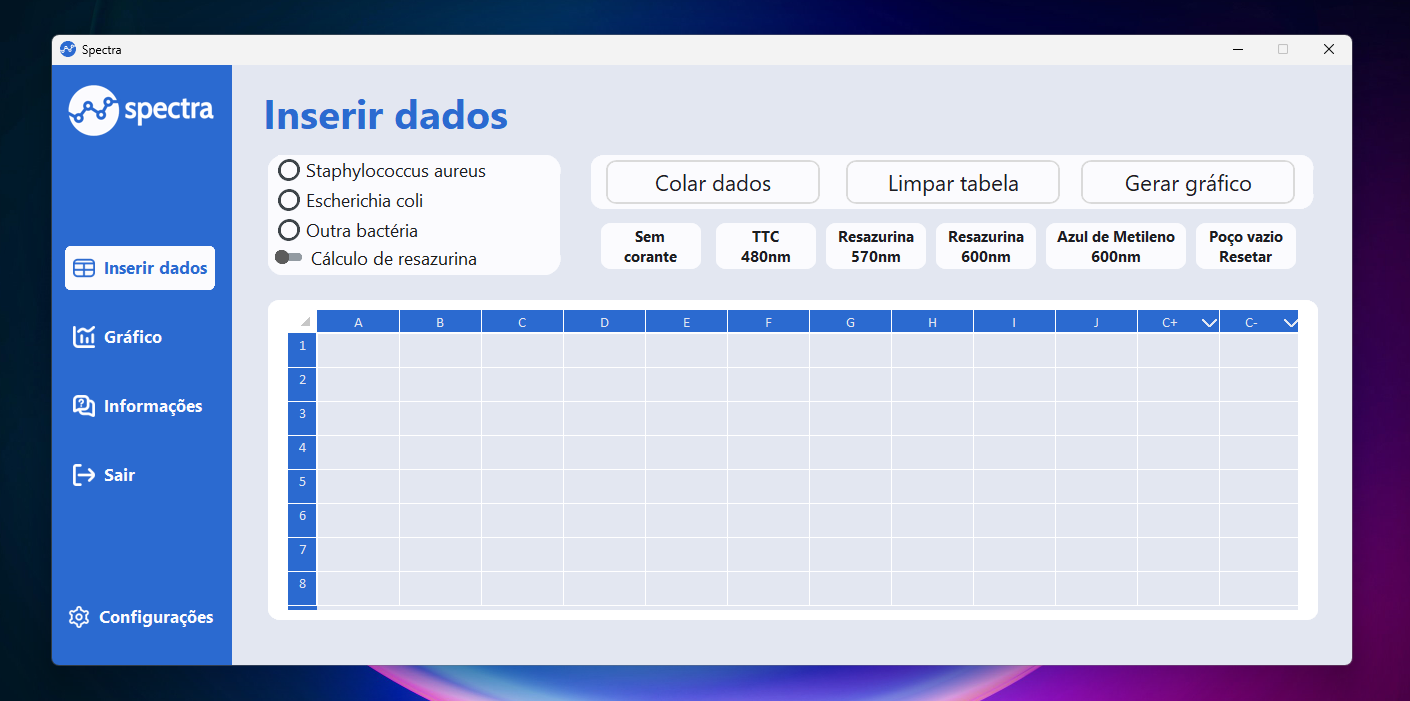 Spectra
spectra
Inserir dados
Gráfico
Informações
Sair
Configurações
Inserir dados
Staphylococcus aureus
Escherichia coli
Outra bactéria
Cálculo de resazurina
Colar dados
Limpar tabela
Gerar gráfico
Sem
corante
TTC
480nm
Resazurina
570nm
Resazurina
600nm
Azul de Metileno
600nm
Poço vazio
Resetar
A B C D E F G H I J C+ C-
1
2
3
4
5
6
7
8